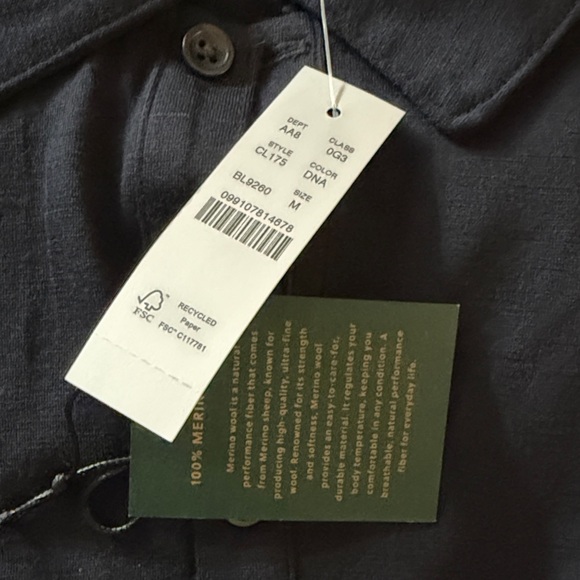 DEPT CLASS
AA8 0G3
STYLE COLOR
CL175 DNA
BL9260 SIZE
M
099107814678
FSC™ RECYCLED
Paper
FSC™ C117781
100% MERIN
Merino wool is a natural
performance fiber that comes
from Merino sheep, known for
producing high-quality, ultra-fine
wool. Renowned for its strength
and softness, Merino wool
provides an easy-to-care-for,
durable material. It regulates your
body temperature, keeping you
comfortable in any condition. A
breathable, natural performance
fiber for everyday life.